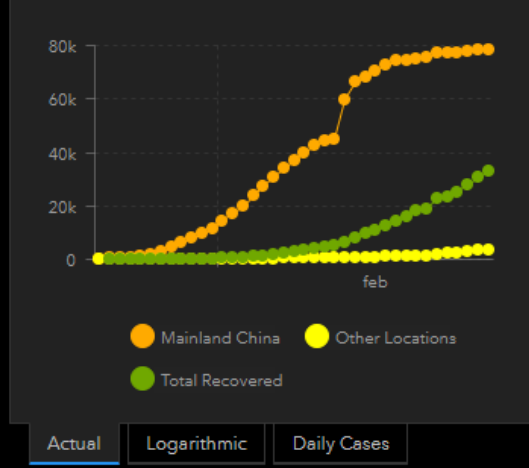 80k
60k
40k
20k
0
feb
Mainland China
Other Locations
Total Recovered
Actual
Logarithmic
Daily Cases